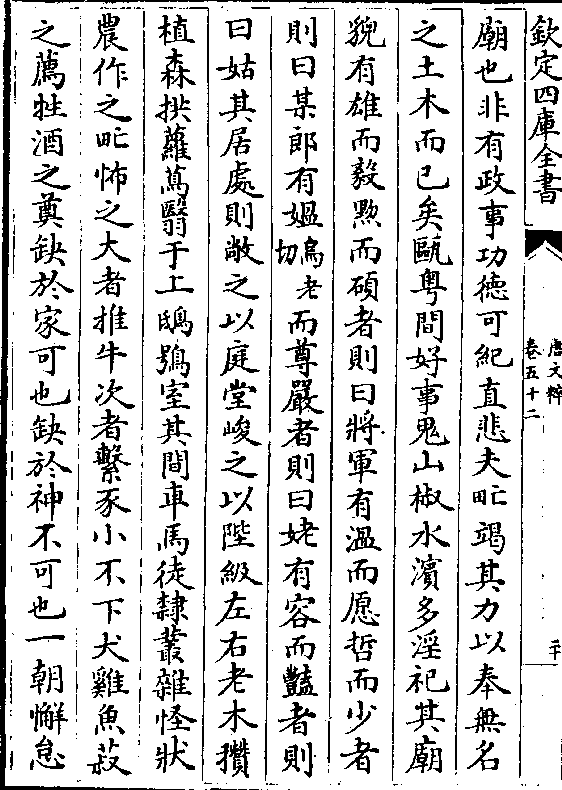 欽定四庫全書
唐文粹
卷五十二
二十
廟也非有政事功徳可紀直悲夫甿竭其力以奉無名
之土木而已矣甌粤間好事鬼山椒水濵多淫祀其廟
貌有雄而毅黝而碩者則曰將軍有温而愿晢而少者
則曰某郎有媼烏老切而尊嚴者則曰姥有容而豔者則
曰姑其居處則敞之以庭堂峻之以陛級左右老木攢
植森拱蘿蔦翳于上鴟鴞室其間車馬徒隸叢雜怪狀
農作之甿怖之大者椎牛次者擊豕小不下犬雞魚菽
之薦牲酒之奠缺於家可也缺於神不可也一朝懈怠